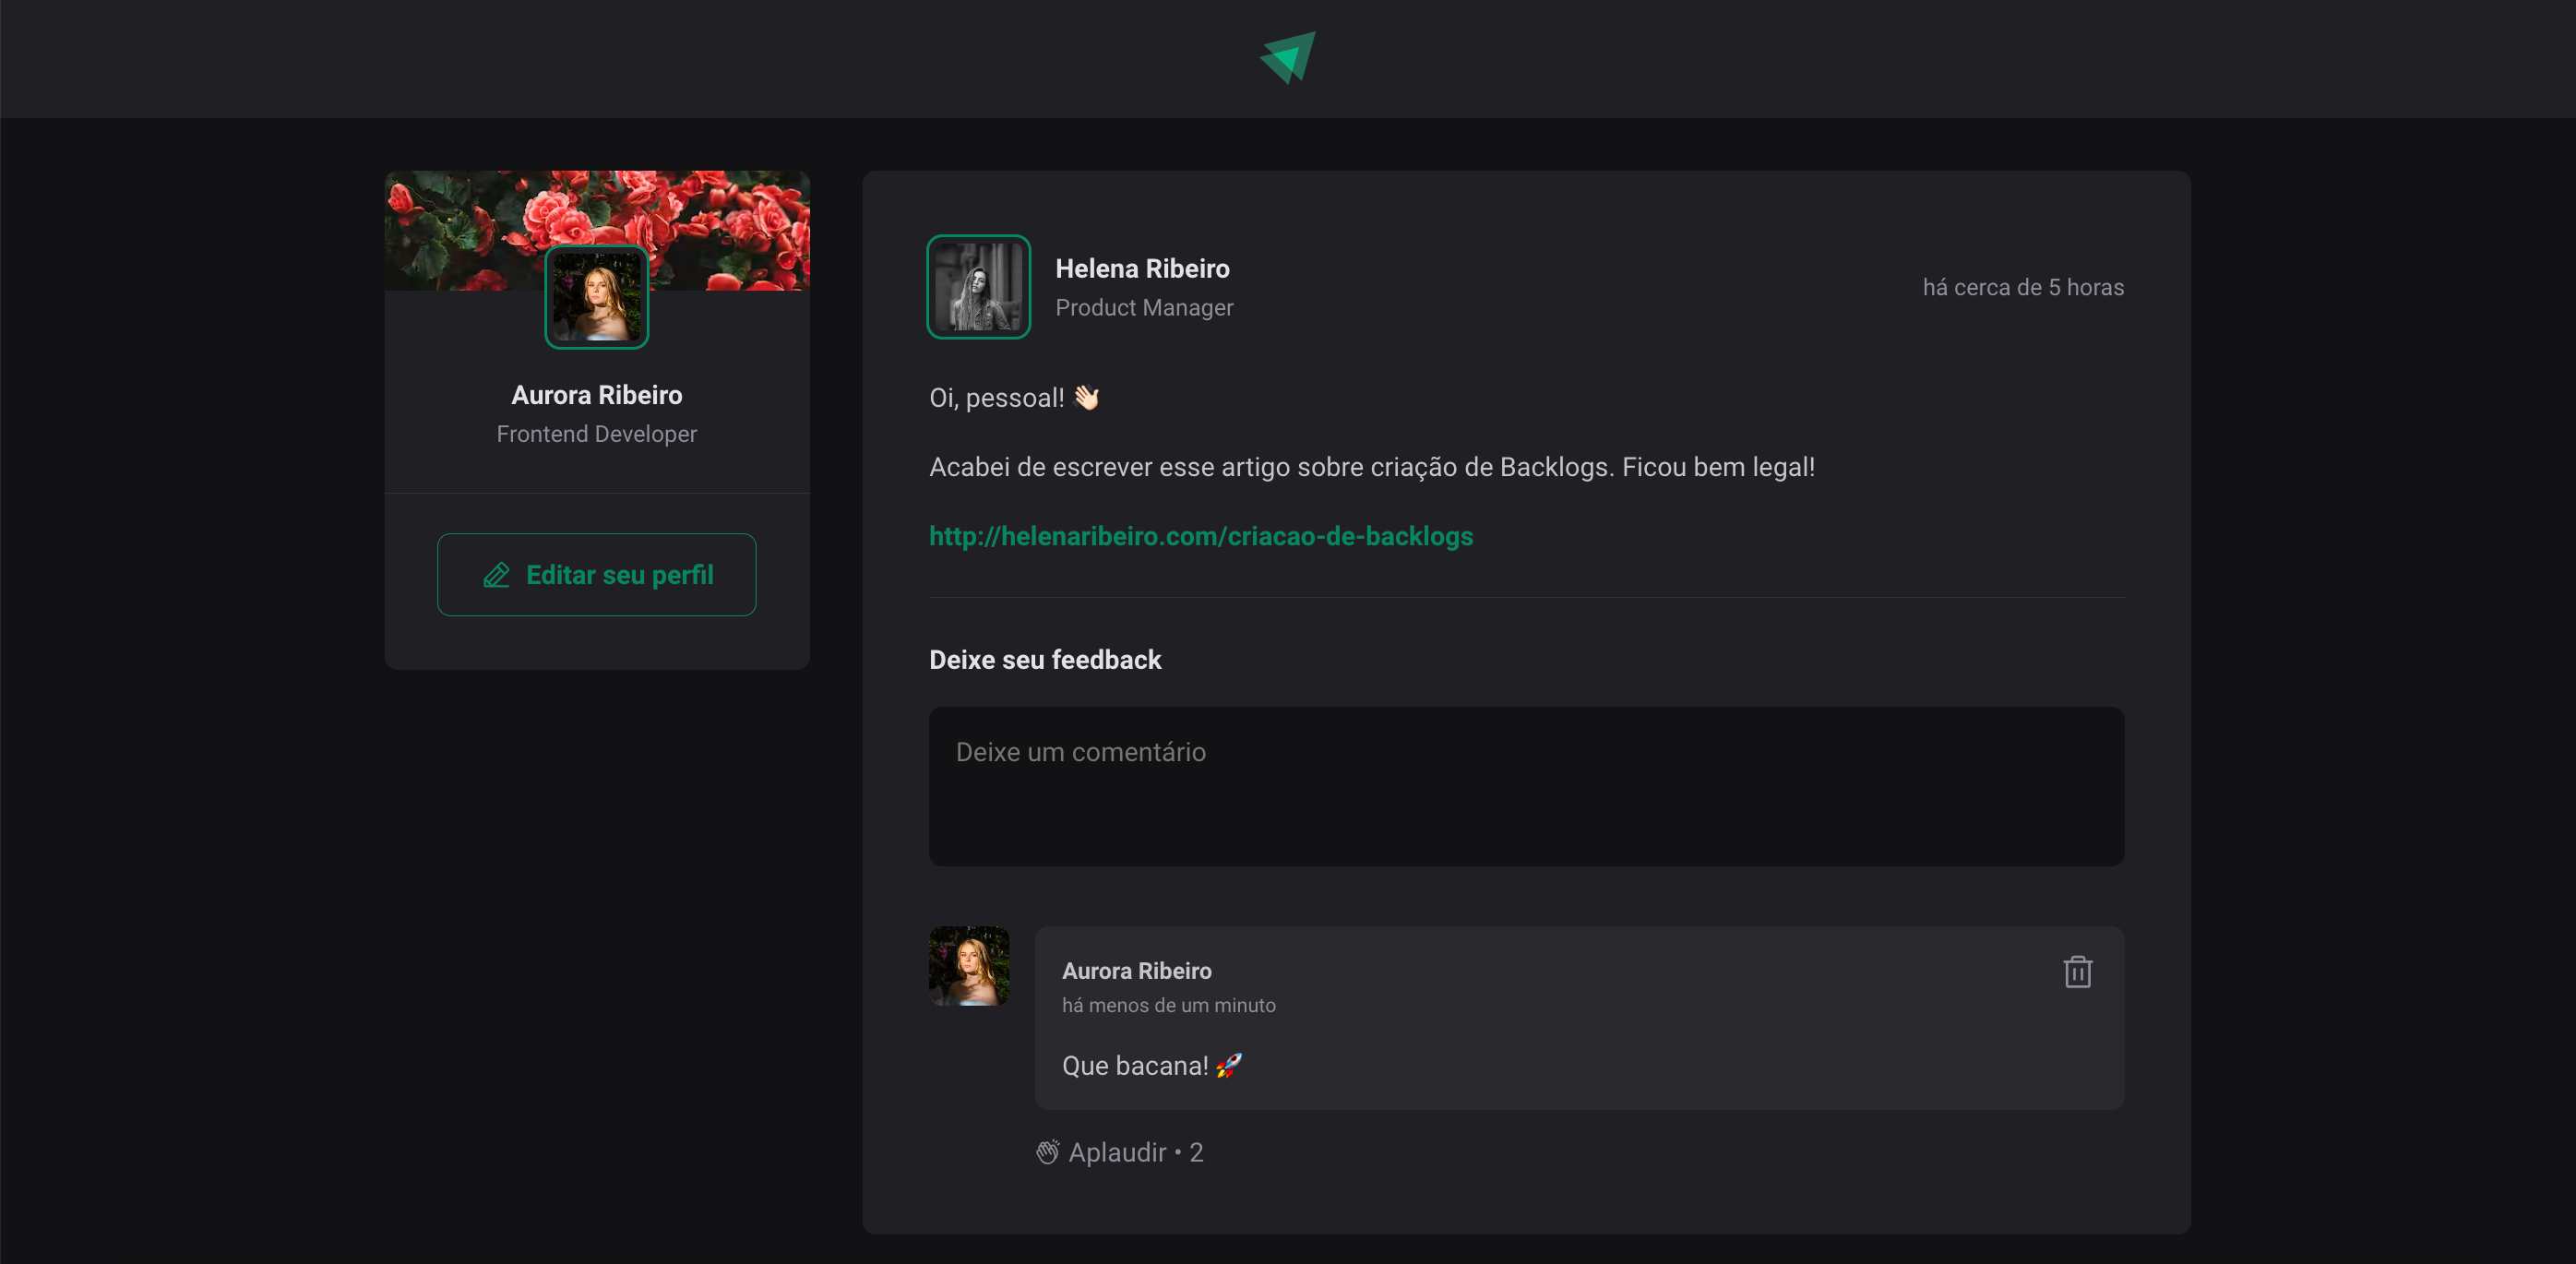 Aurora Ribeiro
Frontend Developer
Editar seu perfil
Helena Ribeiro
Product Manager
há cerca de 5 horas
Oi, pessoal! 👋🏻
Acabei de escrever esse artigo sobre criação de Backlogs. Ficou bem legal!
http://helenaribeiro.com/criacao-de-backlogs
Deixe seu feedback
Deixe um comentário
Aurora Ribeiro
há menos de um minuto
Que bacana! 🚀
Aplaudir • 2